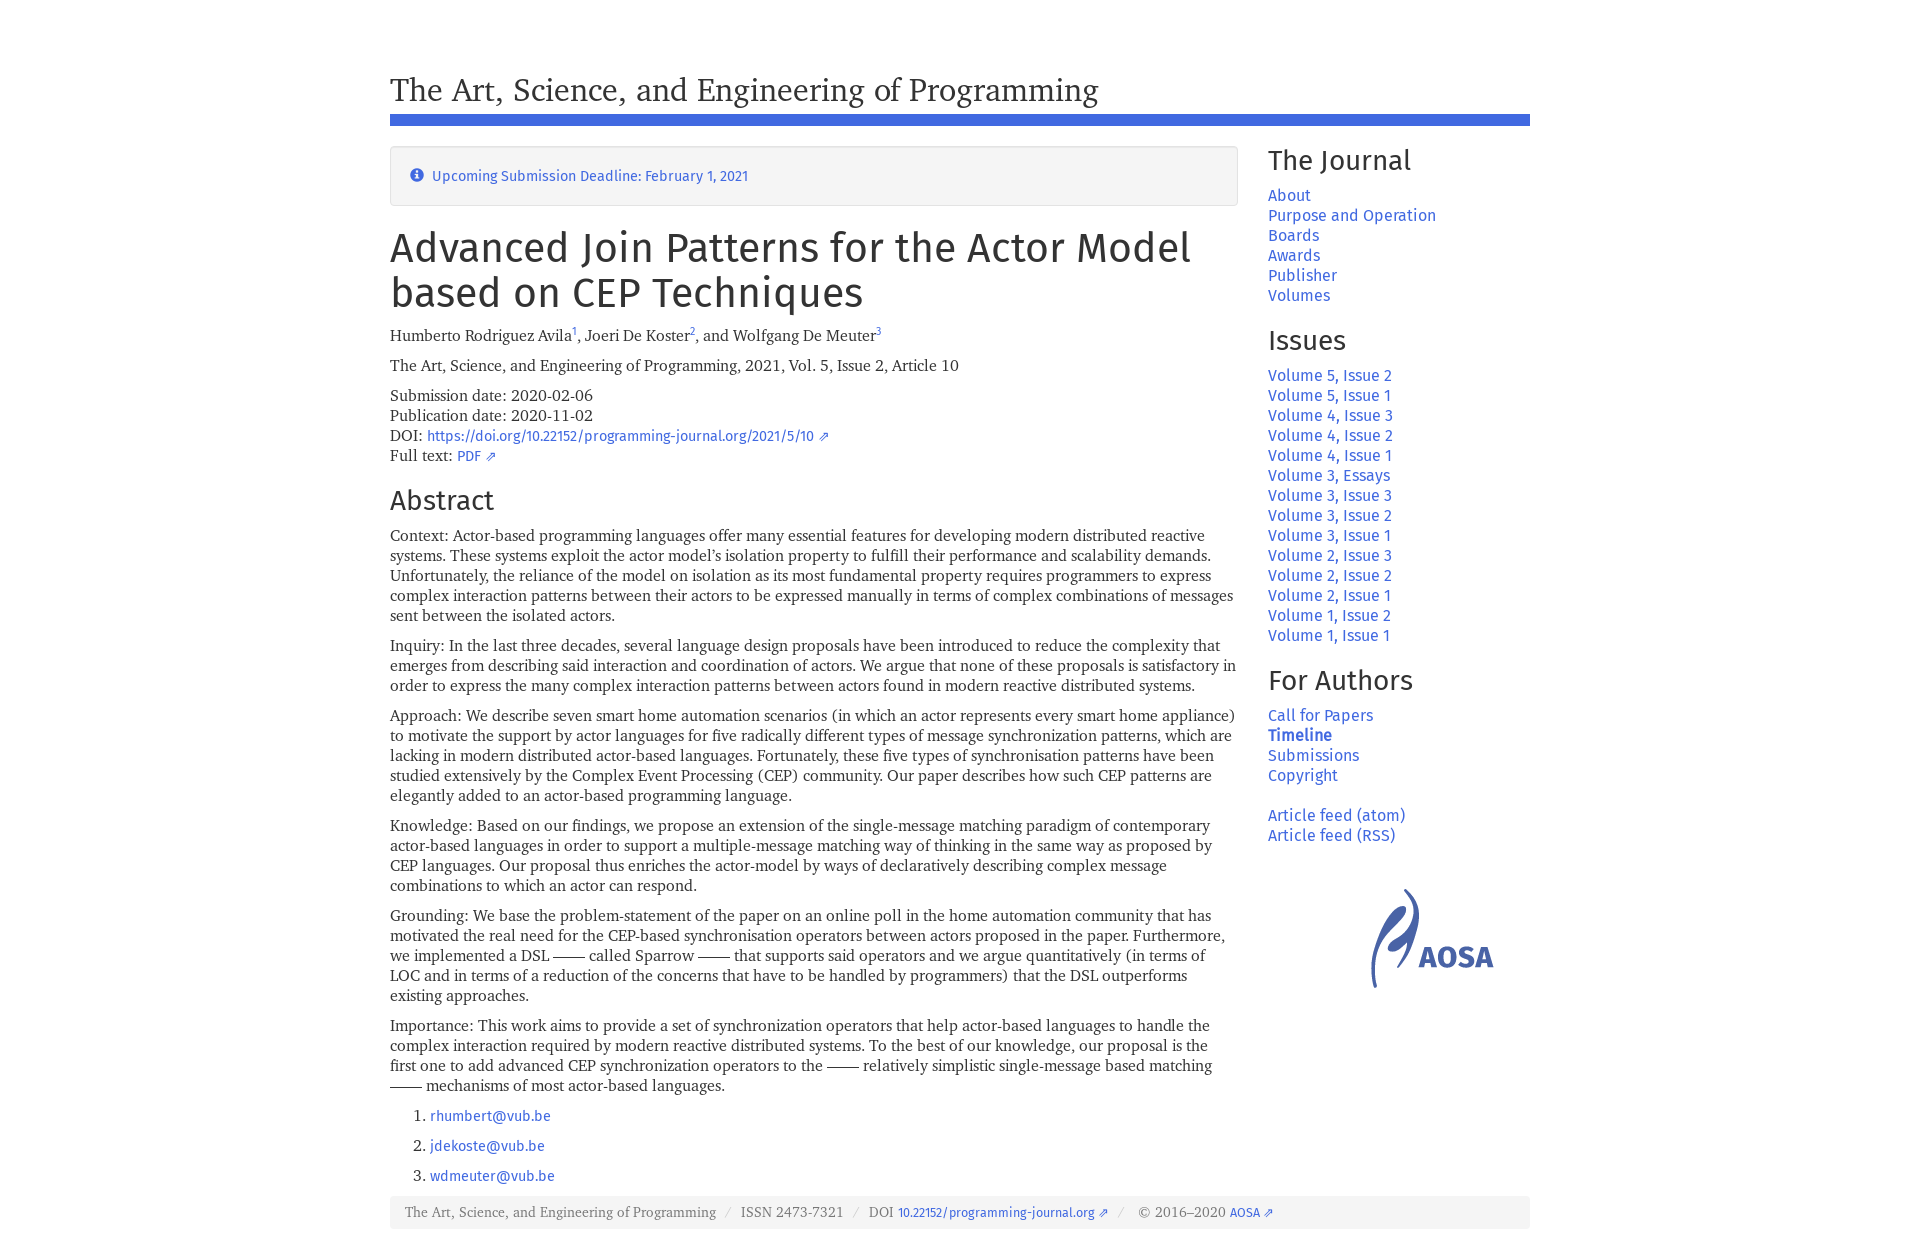 The Art, Science, and Engineering of Programming
Upcoming Submission Deadline: February 1, 2021
Advanced Join Patterns for the Actor Model
based on CEP Techniques
Humberto Rodriguez Avila1, Joeri De Koster2, and Wolfgang De Meuter3
The Art, Science, and Engineering of Programming, 2021, Vol. 5, Issue 2, Article 10
Submission date: 2020-02-06
Publication date: 2020-11-02
DOI: https://doi.org/10.22152/programming-journal.org/2021/5/10 ⇗
Full text: PDF ⇗
Abstract
Context: Actor-based programming languages offer many essential features for developing modern distributed reactive
systems. These systems exploit the actor model’s isolation property to fulfill their performance and scalability demands.
Unfortunately, the reliance of the model on isolation as its most fundamental property requires programmers to express
complex interaction patterns between their actors to be expressed manually in terms of complex combinations of messages
sent between the isolated actors.
Inquiry: In the last three decades, several language design proposals have been introduced to reduce the complexity that
emerges from describing said interaction and coordination of actors. We argue that none of these proposals is satisfactory in
order to express the many complex interaction patterns between actors found in modern reactive distributed systems.
Approach: We describe seven smart home automation scenarios (in which an actor represents every smart home appliance)
to motivate the support by actor languages for five radically different types of message synchronization patterns, which are
lacking in modern distributed actor-based languages. Fortunately, these five types of synchronisation patterns have been
studied extensively by the Complex Event Processing (CEP) community. Our paper describes how such CEP patterns are
elegantly added to an actor-based programming language.
Knowledge: Based on our findings, we propose an extension of the single-message matching paradigm of contemporary
actor-based languages in order to support a multiple-message matching way of thinking in the same way as proposed by
CEP languages. Our proposal thus enriches the actor-model by ways of declaratively describing complex message
combinations to which an actor can respond.
Grounding: We base the problem-statement of the paper on an online poll in the home automation community that has
motivated the real need for the CEP-based synchronisation operators between actors proposed in the paper. Furthermore,
we implemented a DSL —— called Sparrow —— that supports said operators and we argue quantitatively (in terms of
LOC and in terms of a reduction of the concerns that have to be handled by programmers) that the DSL outperforms
existing approaches.
Importance: This work aims to provide a set of synchronization operators that help actor-based languages to handle the
complex interaction required by modern reactive distributed systems. To the best of our knowledge, our proposal is the
first one to add advanced CEP synchronization operators to the —— relatively simplistic single-message based matching
—— mechanisms of most actor-based languages.
1. rhumbert@vub.be
2. jdekoste@vub.be
3. wdmeuter@vub.be
The Journal
About
Purpose and Operation
Boards
Awards
Publisher
Volumes
Issues
Volume 5, Issue 2
Volume 5, Issue 1
Volume 4, Issue 3
Volume 4, Issue 2
Volume 4, Issue 1
Volume 3, Essays
Volume 3, Issue 3
Volume 3, Issue 2
Volume 3, Issue 1
Volume 2, Issue 3
Volume 2, Issue 2
Volume 2, Issue 1
Volume 1, Issue 2
Volume 1, Issue 1
For Authors
Call for Papers
Timeline
Submissions
Copyright
Article feed (atom)
Article feed (RSS)
AOSA
The Art, Science, and Engineering of Programming / ISSN 2473-7321 / DOI 10.22152/programming-journal.org ⇗ / © 2016–2020 AOSA ⇗